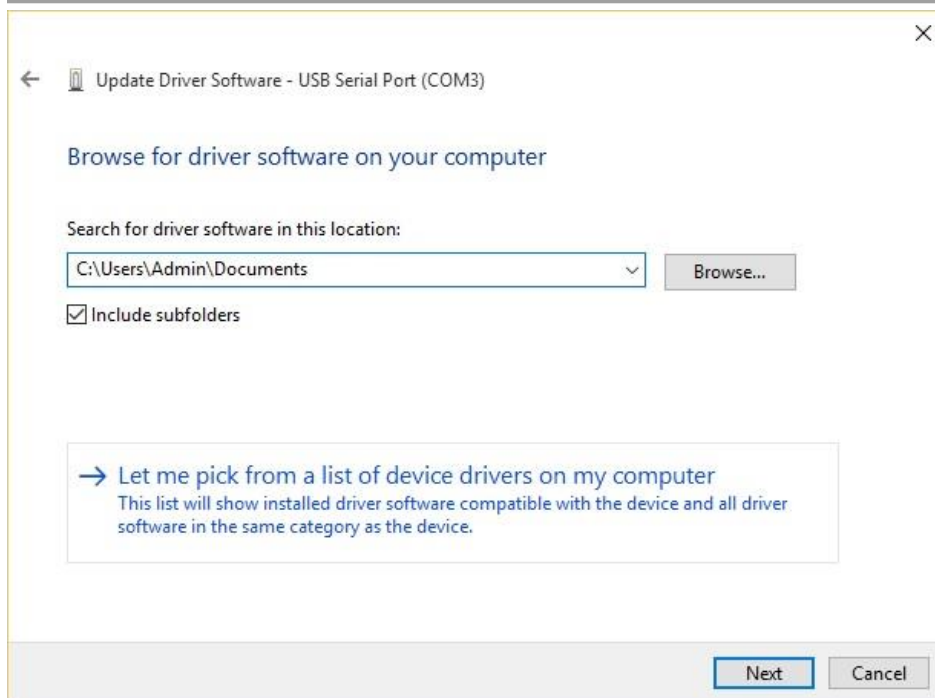 Update Driver Software - USB Serial Port (COM3)
Browse for driver software on your computer
Search for driver software in this location:
C:\Users\Admin\Documents
Browse...
Include subfolders
Let me pick from a list of device drivers on my computer
This list will show installed driver software compatible with the device and all driver
software in the same category as the device.
Next
Cancel